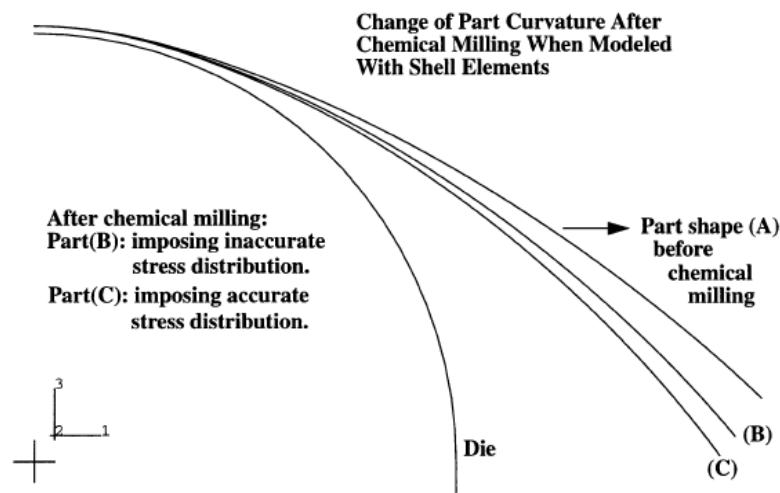 Change of Part Curvature After
Chemical Milling When Modeled
With Shell Elements
After chemical milling:
Part(B): imposing inaccurate
stress distribution.
Part(C): imposing accurate
stress distribution.
Part shape (A)
before
chemical
milling
3
2
1
Die
(B)
(C)